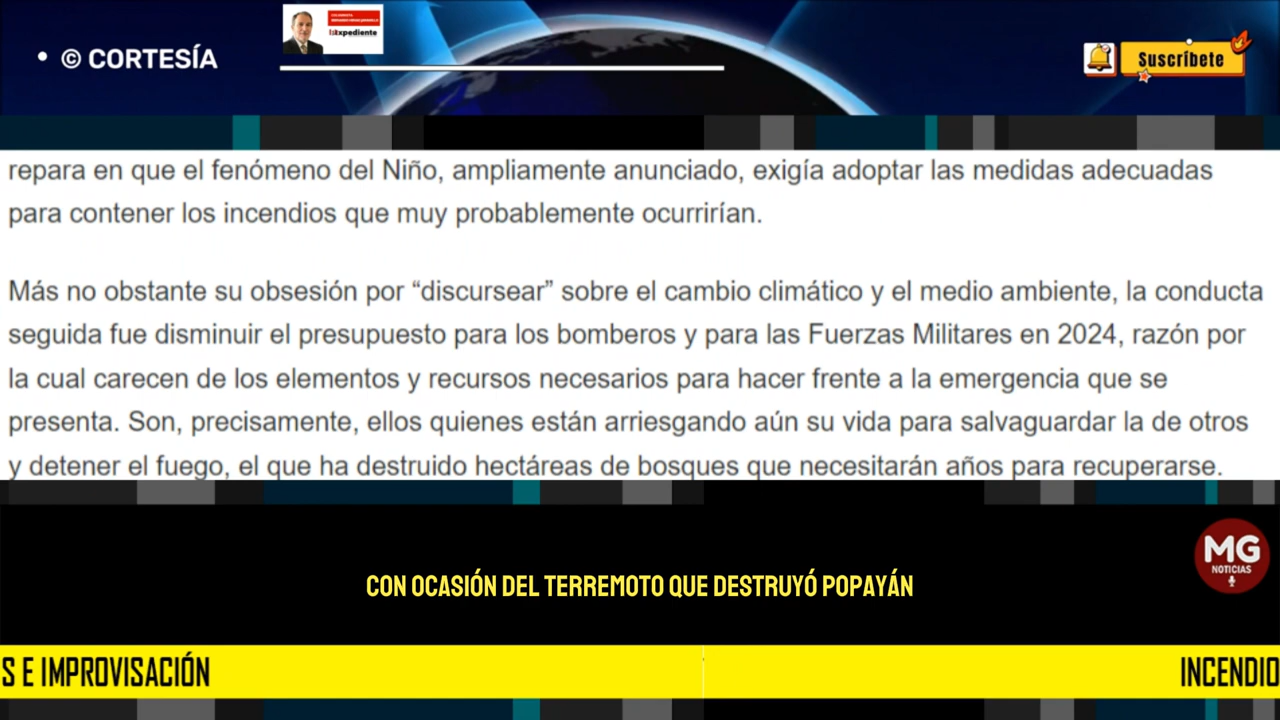 • © CORTESÍA
Expediente
Suscríbete
repara en que el fenómeno del Niño, ampliamente anunciado, exigía adoptar las medidas adecuadas
para contener los incendios que muy probablemente ocurrirían.
Más no obstante su obsesión por “discursear” sobre el cambio climático y el medio ambiente, la conducta
seguida fue disminuir el presupuesto para los bomberos y para las Fuerzas Militares en 2024, razón por
la cual carecen de los elementos y recursos necesarios para hacer frente a la emergencia que se
presenta. Son, precisamente, ellos quienes están arriesgando aún su vida para salvaguardar la de otros
y detener el fuego, el que ha destruido hectáreas de bosques que necesitarán años para recuperarse.
MG
NOTICIAS
CON OCASIÓN DEL TERREMOTO QUE DESTRUYÓ POPAYÁN
S E IMPROVISACIÓN
INCENDIO